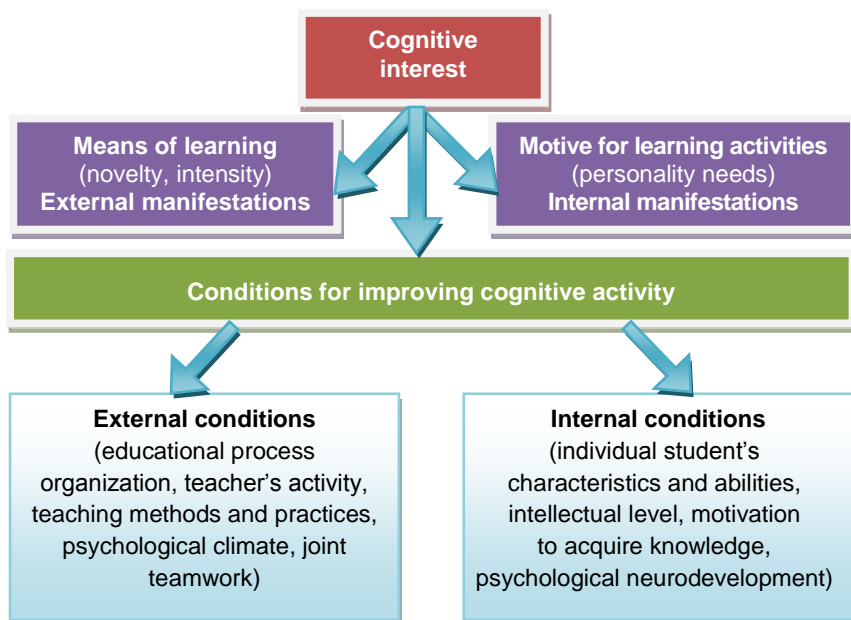 Cognitive
interest
Means of learning
(novelty, intensity)
External manifestations
Motive for learning activities
(personality needs)
Internal manifestations
Conditions for improving cognitive activity
External conditions
(educational process
organization, teacher's activity,
teaching methods and practices,
psychological climate, joint
teamwork)
Internal conditions
(individual student's
characteristics and abilities,
intellectual level, motivation
to acquire knowledge,
psychological neurodevelopment)